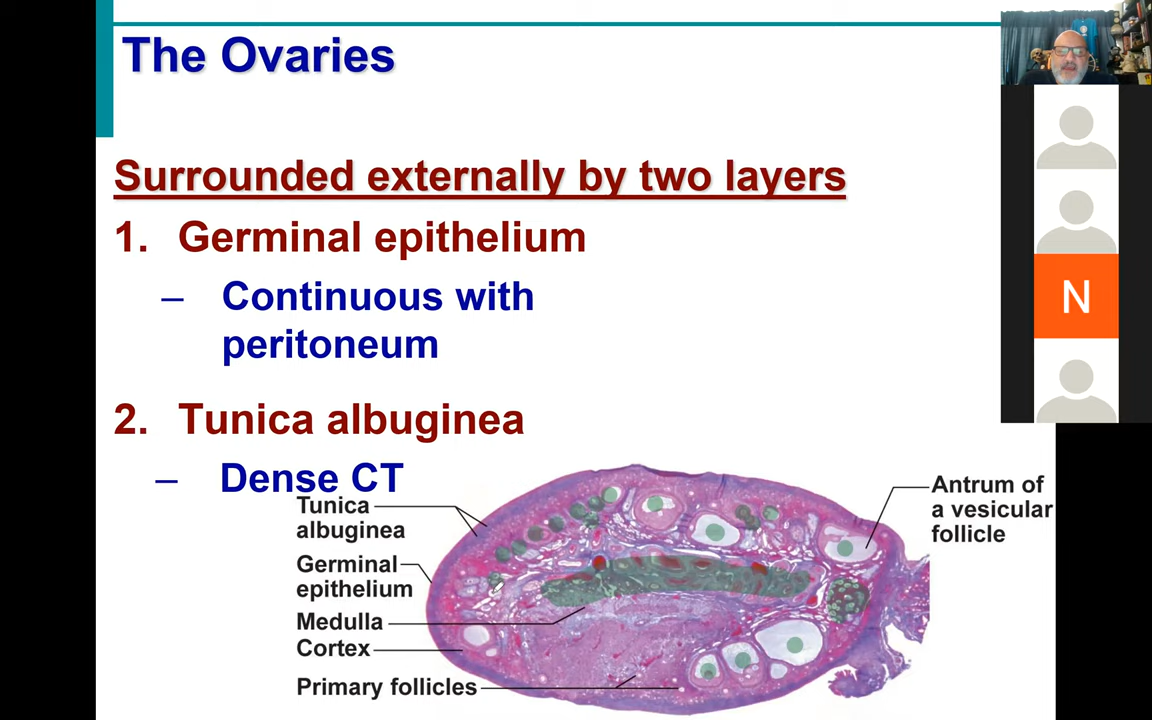 The Ovaries
Surrounded externally by two layers
1. Germinal epithelium
– Continuous with
peritoneum
2. Tunica albuginea
– Dense CT
Tunica
albuginea
Germinal
epithelium
Medulla
Cortex
Primary follicles
Antrum of
a vesicular
follicle
N